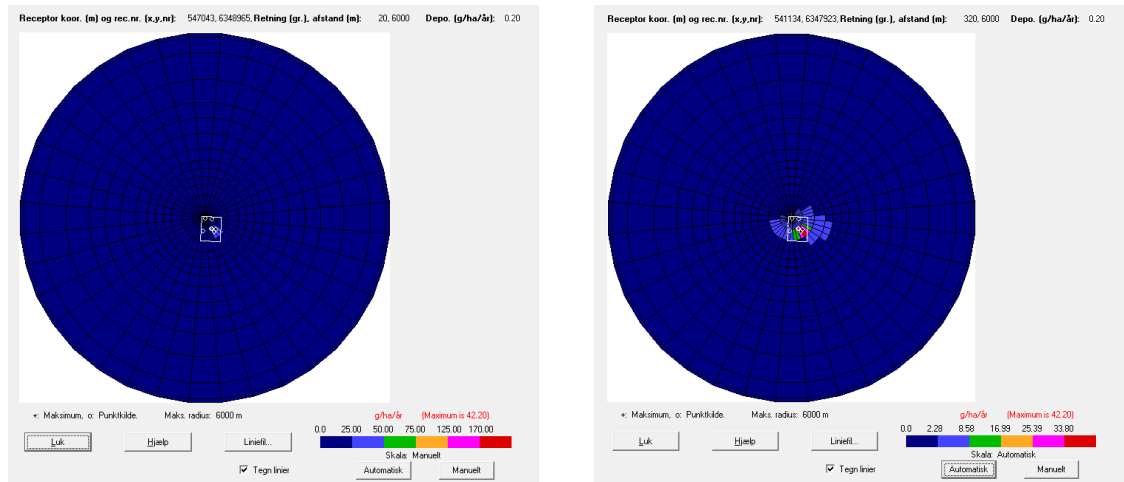 Receptor koor. (m) og rec.nr. (x,y,nr): 547043, 6348965, Retning (gr.), afstand (m): 20, 6000 Depo. (g/ha/år): 0.20
+: Maksimum, o: Punktkilde. Maks. radius: 6000 m
g/ha/år (Maximum is 42.20)
Luk Hjælp Liniefil...
0.0 25.00 50.00 75.00 125.00 170.00
Skala: Manuelt
Tegn linier
Automatisk Manuelt
Receptor koor. (m) og rec.nr. (x,y,nr): 541134, 6347923, Retning (gr.), afstand (m): 320, 6000 Depo. (g/ha/år): 0.20
+: Maksimum, o: Punktkilde. Maks. radius: 6000 m
g/ha/år (Maximum is 42.20)
Luk Hjælp Liniefil...
0.0 2.28 8.58 16.99 25.39 33.80
Skala: Automatisk
Tegn linier
Automatisk Manuelt